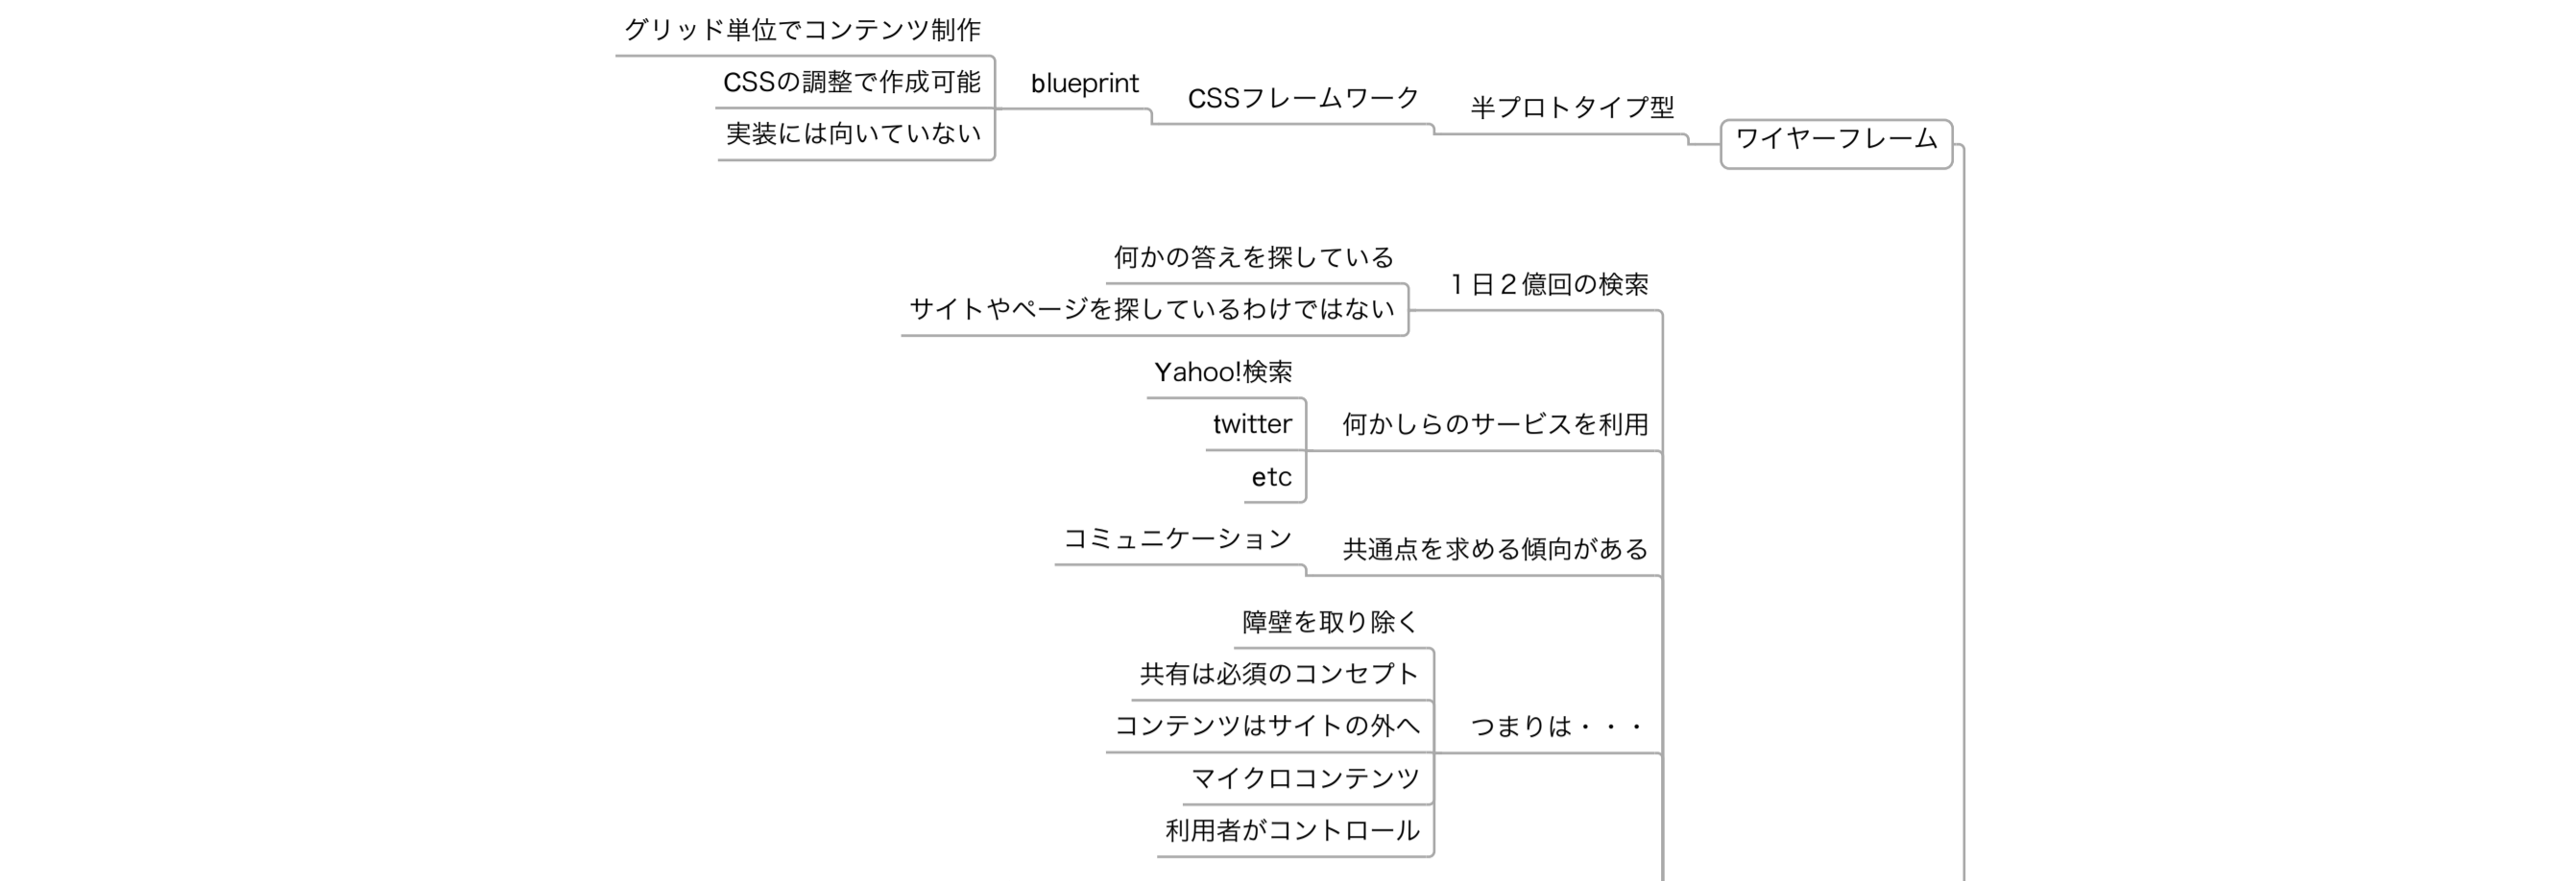 グリッド単位でコンテンツ制作
CSSの調整で作成可能
実装には向いていない
blueprint
CSSフレームワーク
半プロトタイプ型
ワイヤーフレーム
何かの答えを探している
サイトやページを探しているわけではない
１日２億回の検索
Yahoo!検索
twitter
etc
何かしらのサービスを利用
コミュニケーション
共通点を求める傾向がある
障壁を取り除く
共有は必須のコンセプト
コンテンツはサイトの外へ
マイクロコンテンツ
利用者がコントロール
つまりは・・・